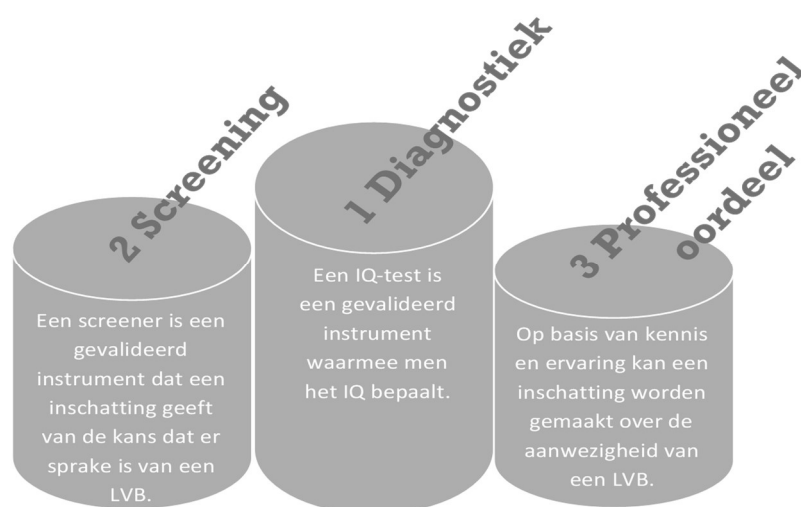 2 Screening
Een screener is een
gevalideerd
instrument dat een
inschatting geeft
van de kans dat er
sprake is van een
LVB.
1 Diagnostiek
Een IQ-test is
een gevalideerd
instrument
waarmee men
het IQ bepaalt.
3 Professioneel
oordeel
Op basis van kennis
en ervaring kan een
inschatting worden
gemaakt over de
aanwezigheid van
een LVB.